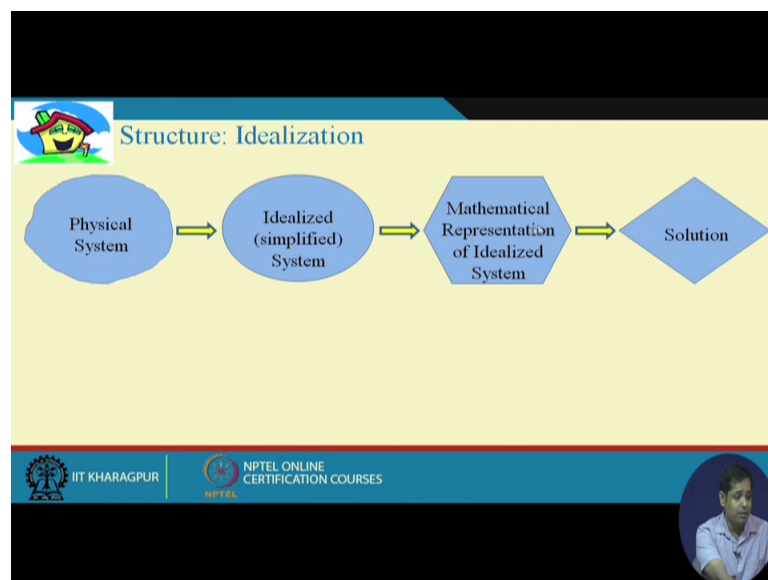 Structure: Idealization
Physical
System
Idealized
(simplified)
System
Mathematical
Representation
of Idealized
System
Solution
IIT KHARAGPUR
NPTEL
NPTEL ONLINE
CERTIFICATION COURSES